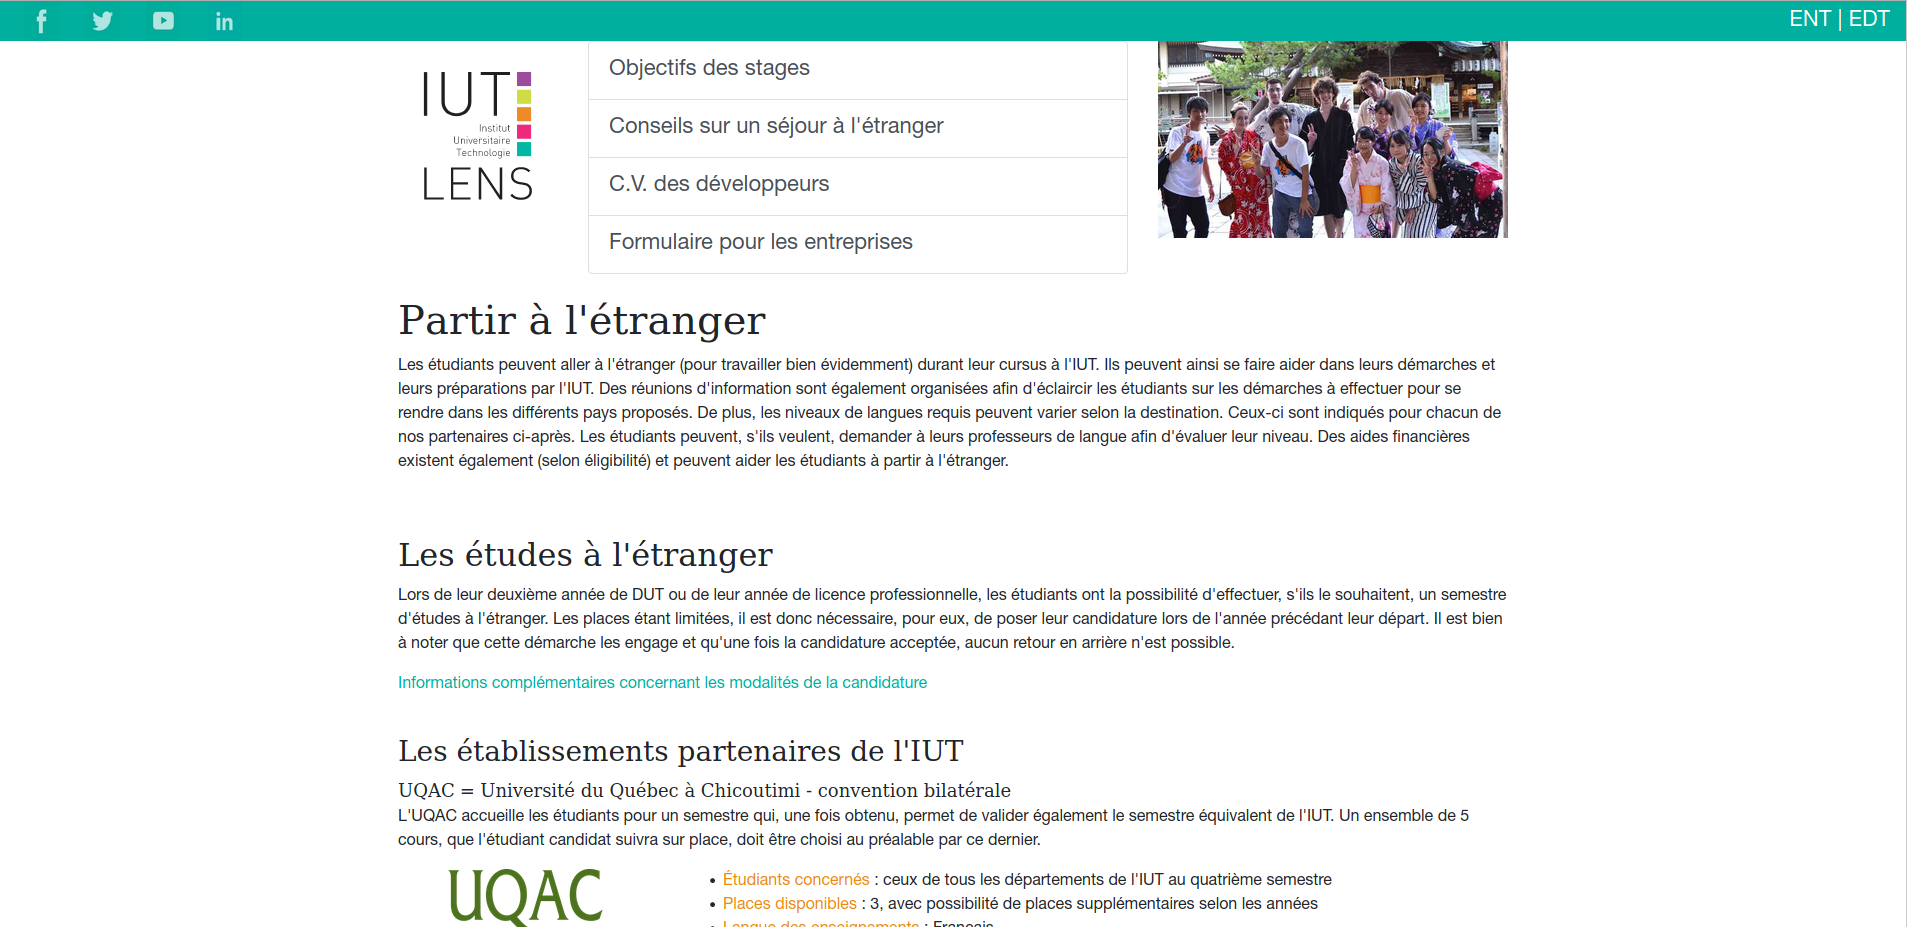 ENT | EDT
IUT
Institut
Universitaire
Technologie
LENS
Objectifs des stages
Conseils sur un séjour à l'étranger
C.V. des développeurs
Formulaire pour les entreprises
Partir à l'étranger
Les étudiants peuvent aller à l'étranger (pour travailler bien évidemment) durant leur cursus à l'IUT. Ils peuvent ainsi se faire aider dans leurs démarches et
leurs préparations par l'IUT. Des réunions d'information sont également organisées afin d'éclaircir les étudiants sur les démarches à effectuer pour se
rendre dans les différents pays proposés. De plus, les niveaux de langues requis peuvent varier selon la destination. Ceux-ci sont indiqués pour chacun de
nos partenaires ci-après. Les étudiants peuvent, s'ils veulent, demander à leurs professeurs de langue afin d'évaluer leur niveau. Des aides financières
existent également (selon éligibilité) et peuvent aider les étudiants à partir à l'étranger.
Les études à l'étranger
Lors de leur deuxième année de DUT ou de leur année de licence professionnelle, les étudiants ont la possibilité d'effectuer, s'ils le souhaitent, un semestre
d'études à l'étranger. Les places étant limitées, il est donc nécessaire, pour eux, de poser leur candidature lors de l'année précédant leur départ. Il est bien
à noter que cette démarche les engage et qu'une fois la candidature acceptée, aucun retour en arrière n'est possible.
Informations complémentaires concernant les modalités de la candidature
Les établissements partenaires de l'IUT
UQAC = Université du Québec à Chicoutimi - convention bilatérale
L'UQAC accueille les étudiants pour un semestre qui, une fois obtenu, permet de valider également le semestre équivalent de l'IUT. Un ensemble de 5
cours, que l'étudiant candidat suivra sur place, doit être choisi au préalable par ce dernier.
UQAC
• Étudiants concernés : ceux de tous les départements de l'IUT au quatrième semestre
• Places disponibles : 3, avec possibilité de places supplémentaires selon les années
• Langue des enseignements : Français